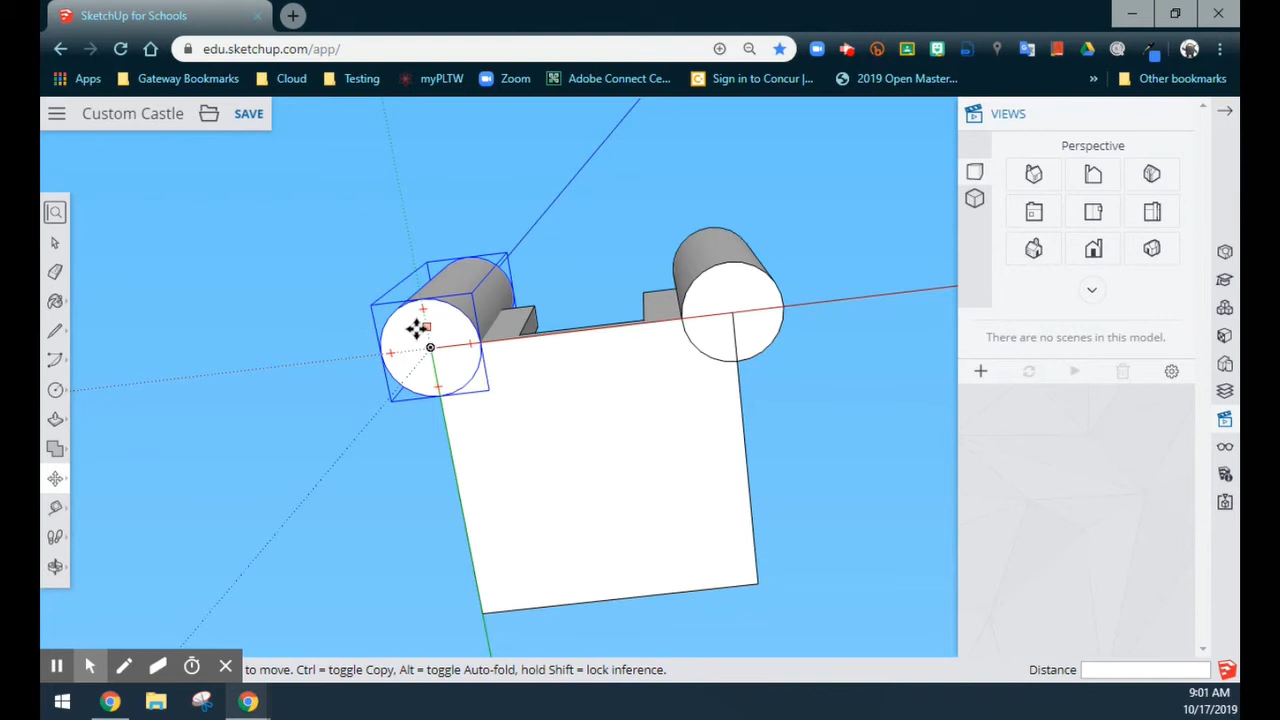 SketchUp for Schools
edu.sketchup.com/app/
Apps Gateway Bookmarks Cloud Testing myPLTW Zoom Adobe Connect Ce... Sign in to Concur |... 2019 Open Master... » Other bookmarks
Custom Castle SAVE
VIEWS
Perspective
There are no scenes in this model.
to move. Ctrl = toggle Copy, Alt = toggle Auto-fold, hold Shift = lock inference.
Distance
9:01 AM
10/17/2019